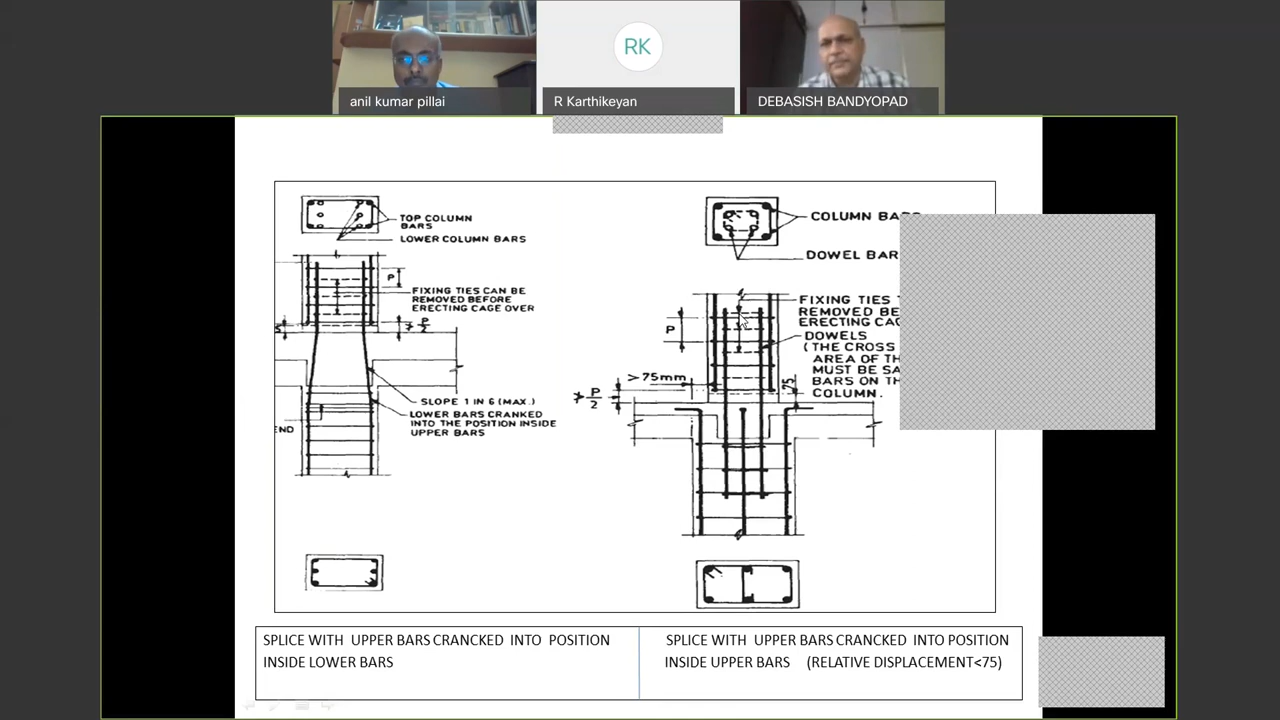 RK
anil kumar pillai
R Karthikeyan
DEBASISH BANDYOPAD
TOP COLUMN
BARS
LOWER COLUMN BARS
P
FIXING TIES CAN BE
REMOVED BEFORE
ERECTING CAGE OVER
P
2
SLOPE 1 IN 6 (MAX.)
LOWER BARS CRANKED
INTO THE POSITION INSIDE
UPPER BARS
END
COLUMN BARS
DOWEL BAR
FIXING TIES
REMOVED BE
ERECTING CAG
DOWELS
(THE CROSS
AREA OF TH
MUST BE SA
BARS ON TH
COLUMN.
P
>75mm
P
2
75
SPLICE WITH UPPER BARS CRANCKED INTO POSITION
INSIDE LOWER BARS
SPLICE WITH UPPER BARS CRANCKED INTO POSITION
INSIDE UPPER BARS (RELATIVE DISPLACEMENT<75)